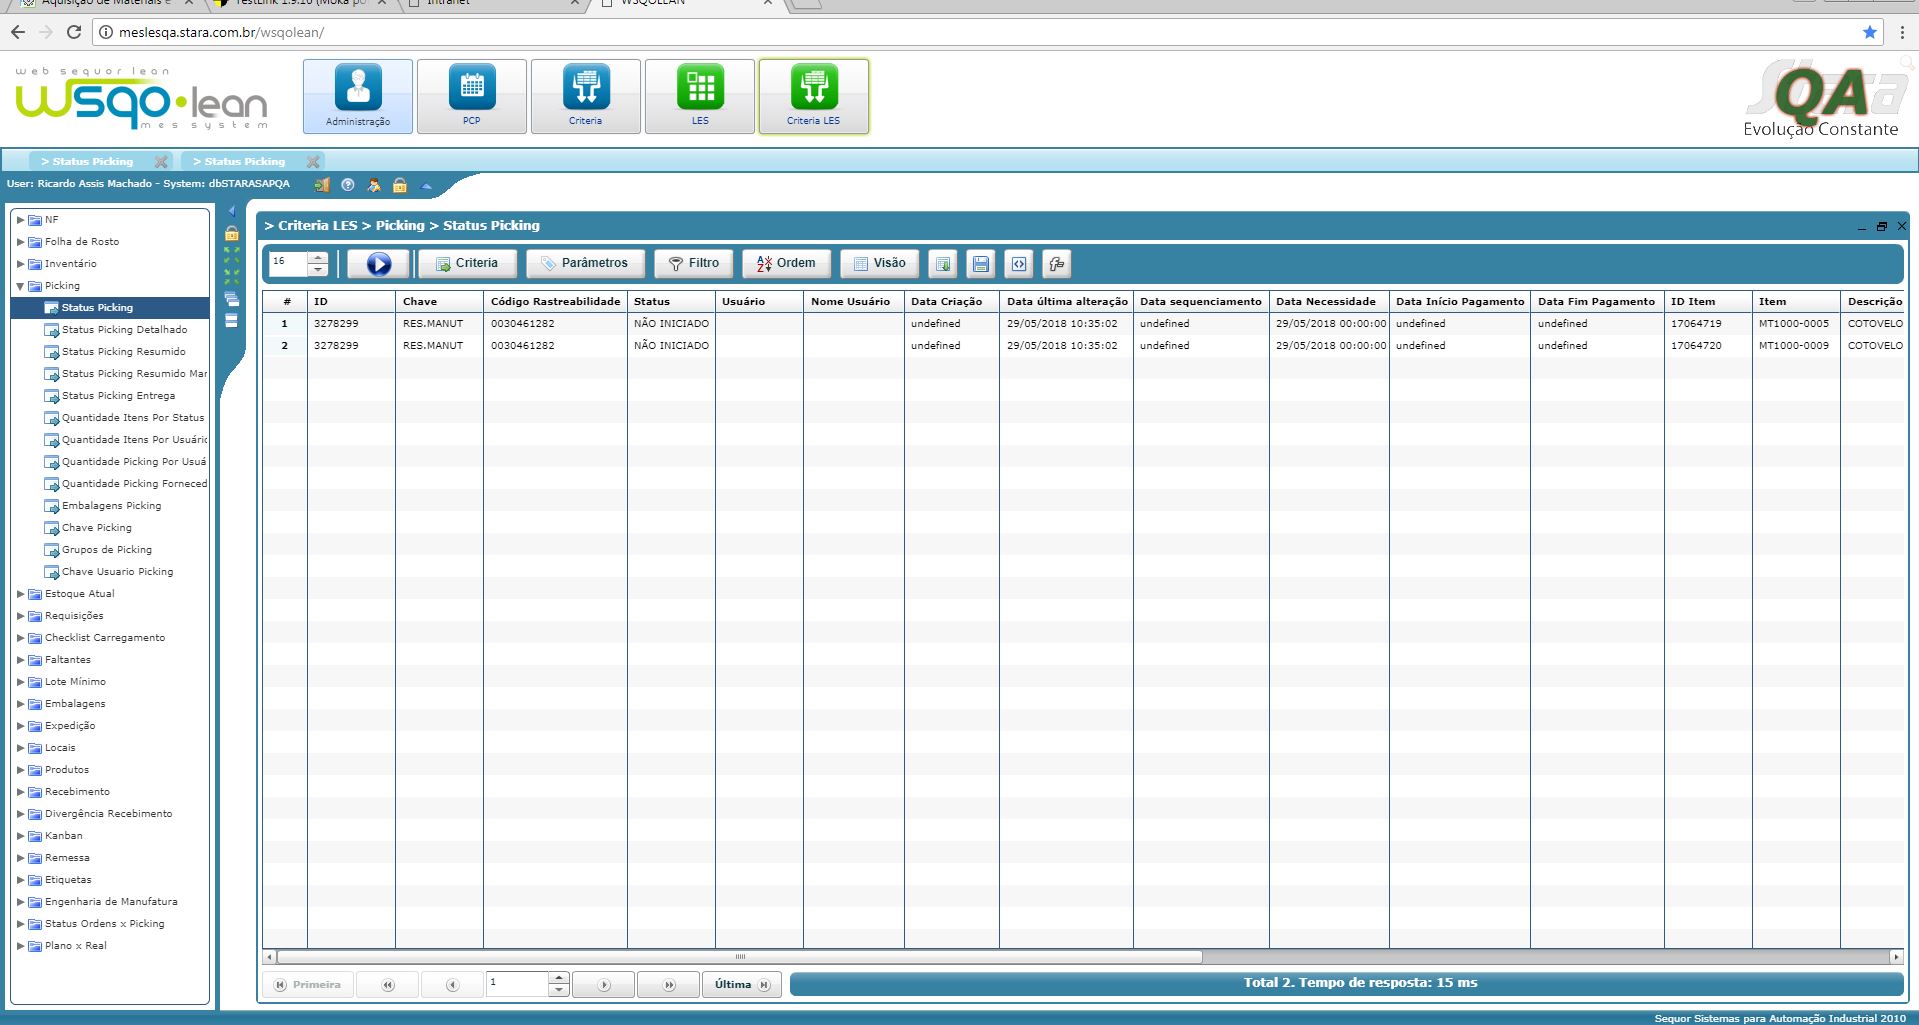 Aquisição de Materiais e
TestLink 1.9.16 (Moka po
Intranet
WSQOLEAN
meslesqa.stara.com.br/wsqolean/
web sequor lean
wsqo•lean
mes system
Administração
PCP
Criteria
LES
Criteria LES
Stara
QA
Evolução Constante
> Status Picking
> Status Picking
User: Ricardo Assis Machado - System: dbSTARASAPQA
NF
Folha de Rosto
Inventário
Picking
Status Picking
Status Picking Detalhado
Status Picking Resumido
Status Picking Resumido Mar
Status Picking Entrega
Quantidade Itens Por Status
Quantidade Itens Por Usuáric
Quantidade Picking Por Usuá
Quantidade Picking Forneced
Embalagens Picking
Chave Picking
Grupos de Picking
Chave Usuario Picking
Estoque Atual
Requisições
Checklist Carregamento
Faltantes
Lote Mínimo
Embalagens
Expedição
Locais
Produtos
Recebimento
Divergência Recebimento
Kanban
Remessa
Etiquetas
Engenharia de Manufatura
Status Ordens x Picking
Plano x Real
> Criteria LES > Picking > Status Picking
16 Criteria Parâmetros Filtro Ordem Visão
# ID Chave Código Rastreabilidade Status Usuário Nome Usuário Data Criação Data última alteração Data sequenciamento Data Necessidade Data Início Pagamento Data Fim Pagamento ID Item Item Descrição
1 3278299 RES.MANUT 0030461282 NÃO INICIADO undefined 29/05/2018 10:35:02 undefined 29/05/2018 00:00:00 undefined undefined 17064719 MT1000-0005 COTOVELO
2 3278299 RES.MANUT 0030461282 NÃO INICIADO undefined 29/05/2018 10:35:02 undefined 29/05/2018 00:00:00 undefined undefined 17064720 MT1000-0009 COTOVELO
Primeira 1 Última Total 2. Tempo de resposta: 15 ms
Sequor Sistemas para Automação Industrial 2010